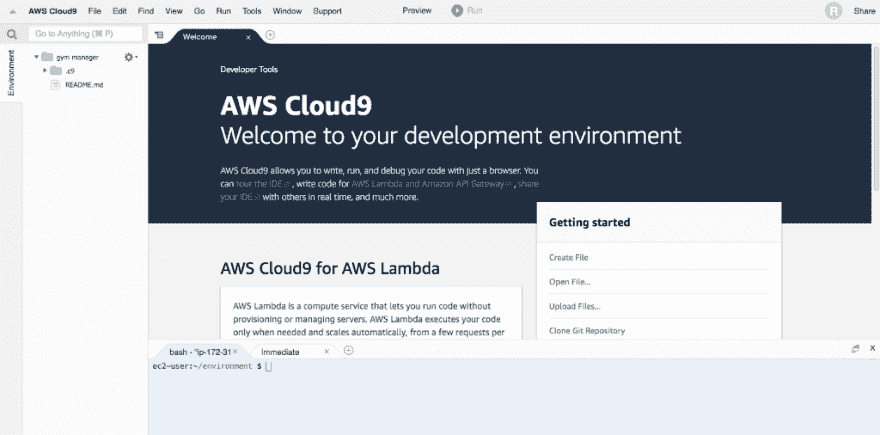 AWS Cloud9 File Edit Find View Go Run Tools Window Support Preview Run Share
Go to Anything (⌘ P)
Environment
gym manager
.c9
README.md
Welcome
Developer Tools
AWS Cloud9
Welcome to your development environment
AWS Cloud9 allows you to write, run, and debug your code with just a browser. You
can tour the IDE, write code for AWS Lambda and Amazon API Gateway, share
your IDE with others in real time, and much more.
Getting started
Create File
Open File...
Upload Files...
Clone Git Repository
AWS Cloud9 for AWS Lambda
AWS Lambda is a compute service that lets you run code without
provisioning or managing servers. AWS Lambda executes your code
only when needed and scales automatically, from a few requests per
bash - "ip-172-31 Immediate
ec2-user:~/environment $